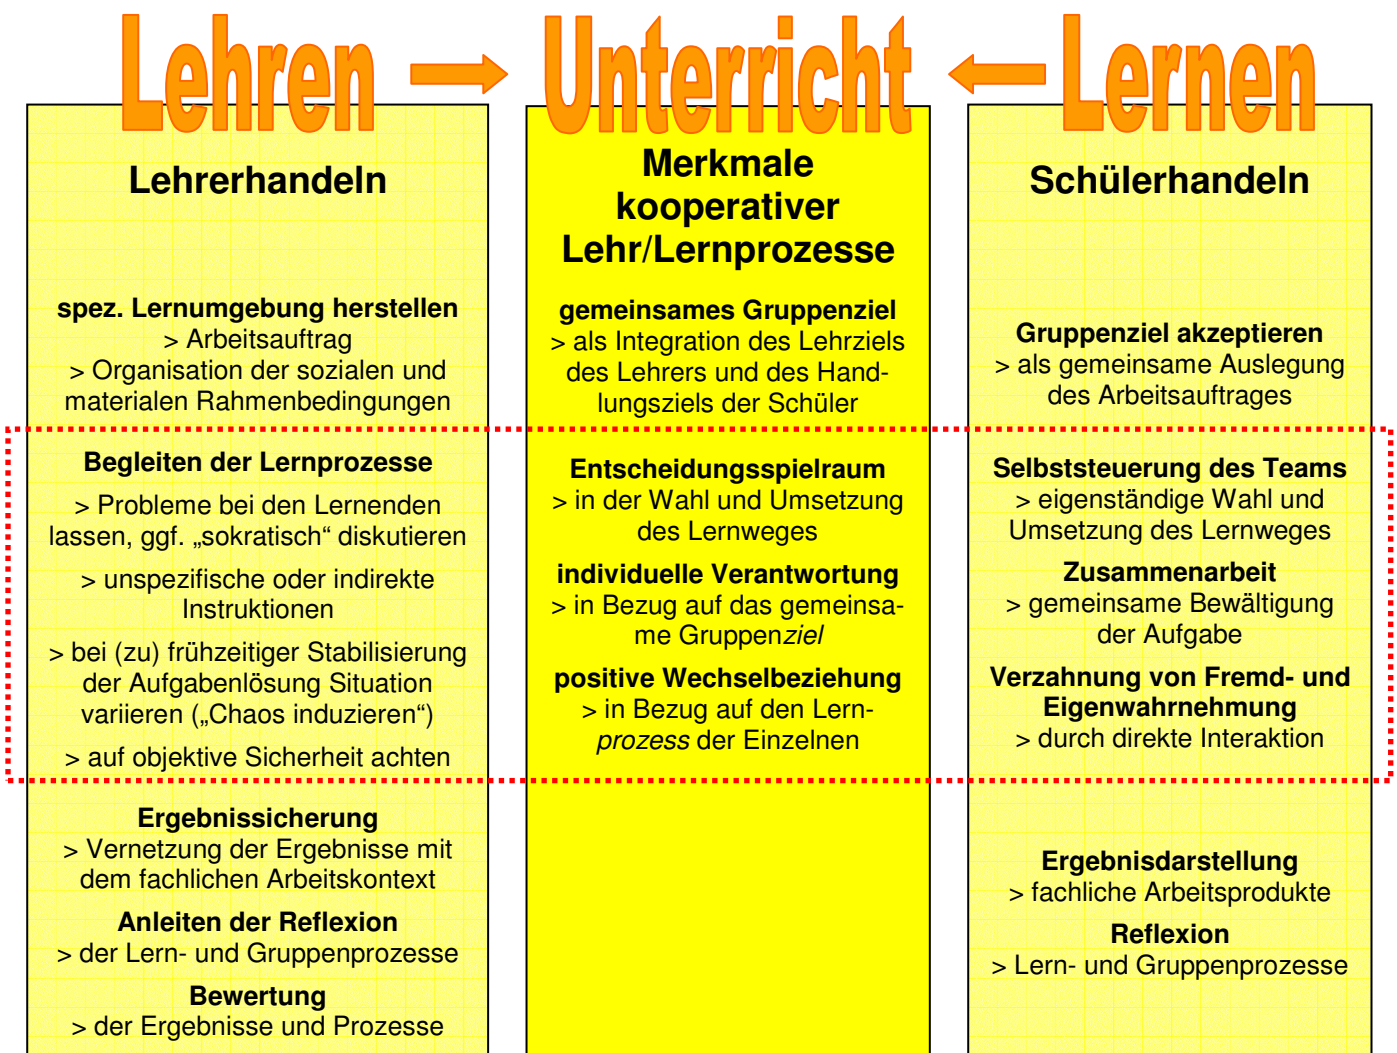 Lehren
Unterricht
Lernen
Lehrerhandeln
spez. Lernumgebung herstellen
> Arbeitsauftrag
> Organisation der sozialen und
materialen Rahmenbedingungen
Begleiten der Lernprozesse
> Probleme bei den Lernenden
lassen, ggf. „sokratisch“ diskutieren
> unspezifische oder indirekte
Instruktionen
> bei (zu) frühzeitiger Stabilisierung
der Aufgabenlösung Situation
variieren („Chaos induzieren“)
> auf objektive Sicherheit achten
Ergebnissicherung
> Vernetzung der Ergebnisse mit
dem fachlichen Arbeitskontext
Anleiten der Reflexion
> der Lern- und Gruppenprozesse
Bewertung
> der Ergebnisse und Prozesse
Merkmale
kooperativer
Lehr/Lernprozesse
gemeinsames Gruppenziel
> als Integration des Lehrziels
des Lehrers und des Hand-
lungsziels der Schüler
Entscheidungsspielraum
> in der Wahl und Umsetzung
des Lernweges
individuelle Verantwortung
> in Bezug auf das gemeinsa-
me Gruppenziel
positive Wechselbeziehung
> in Bezug auf den Lern-
prozess der Einzelnen
Schülerhandeln
Gruppenziel akzeptieren
> als gemeinsame Auslegung
des Arbeitsauftrages
Selbststeuerung des Teams
> eigenständige Wahl und
Umsetzung des Lernweges
Zusammenarbeit
> gemeinsame Bewältigung
der Aufgabe
Verzahnung von Fremd- und
Eigenwahrnehmung
> durch direkte Interaktion
Ergebnisdarstellung
> fachliche Arbeitsprodukte
Reflexion
> Lern- und Gruppenprozesse